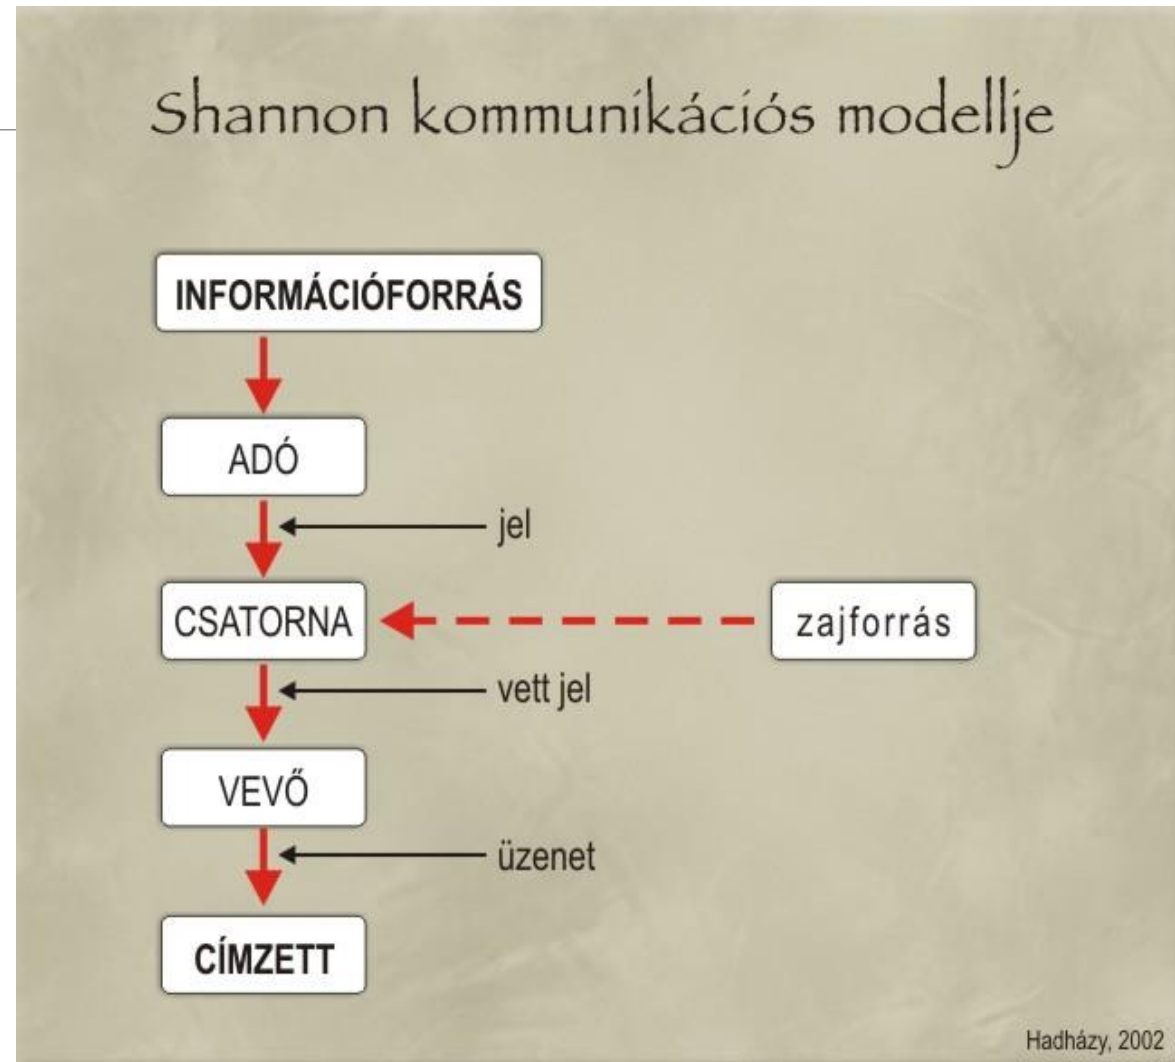 Shannon kommunikációs modellje
INFORMÁCIÓFORRÁS
ADÓ
jel
CSATORNA
zajforrás
vett jel
VEVŐ
üzenet
CÍMZETT
Hadházy, 2002